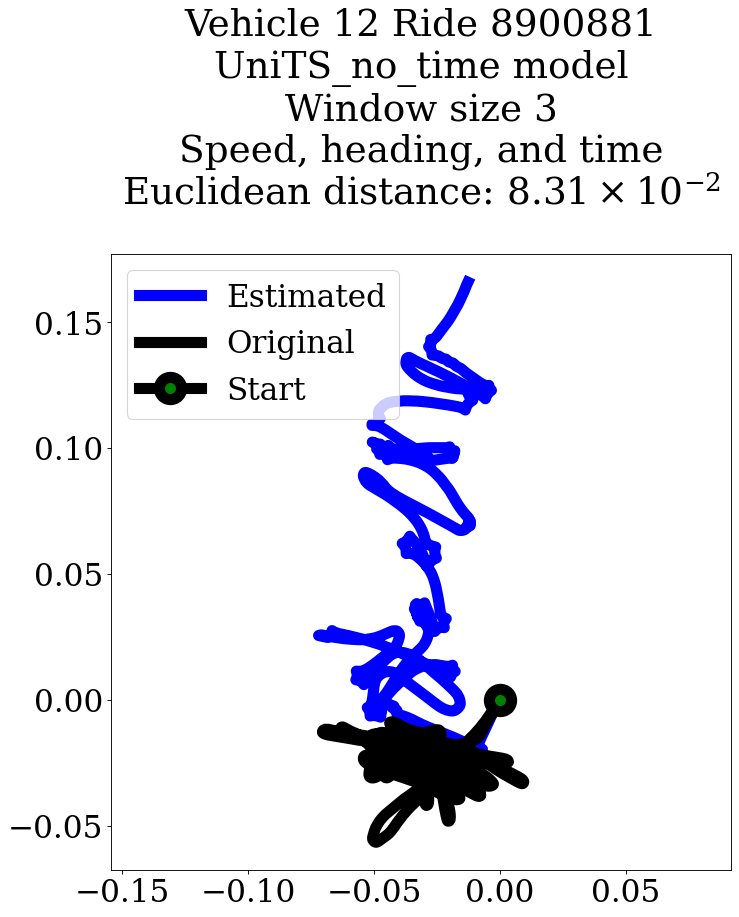 Vehicle 12 Ride 8900881
UniTS_no_time model
Window size 3
Speed, heading, and time
Euclidean distance: 8.31 × 10⁻²
Estimated
Original
Start
0.15
0.10
0.05
0.00
−0.05
−0.15 −0.10 −0.05 0.00 0.05